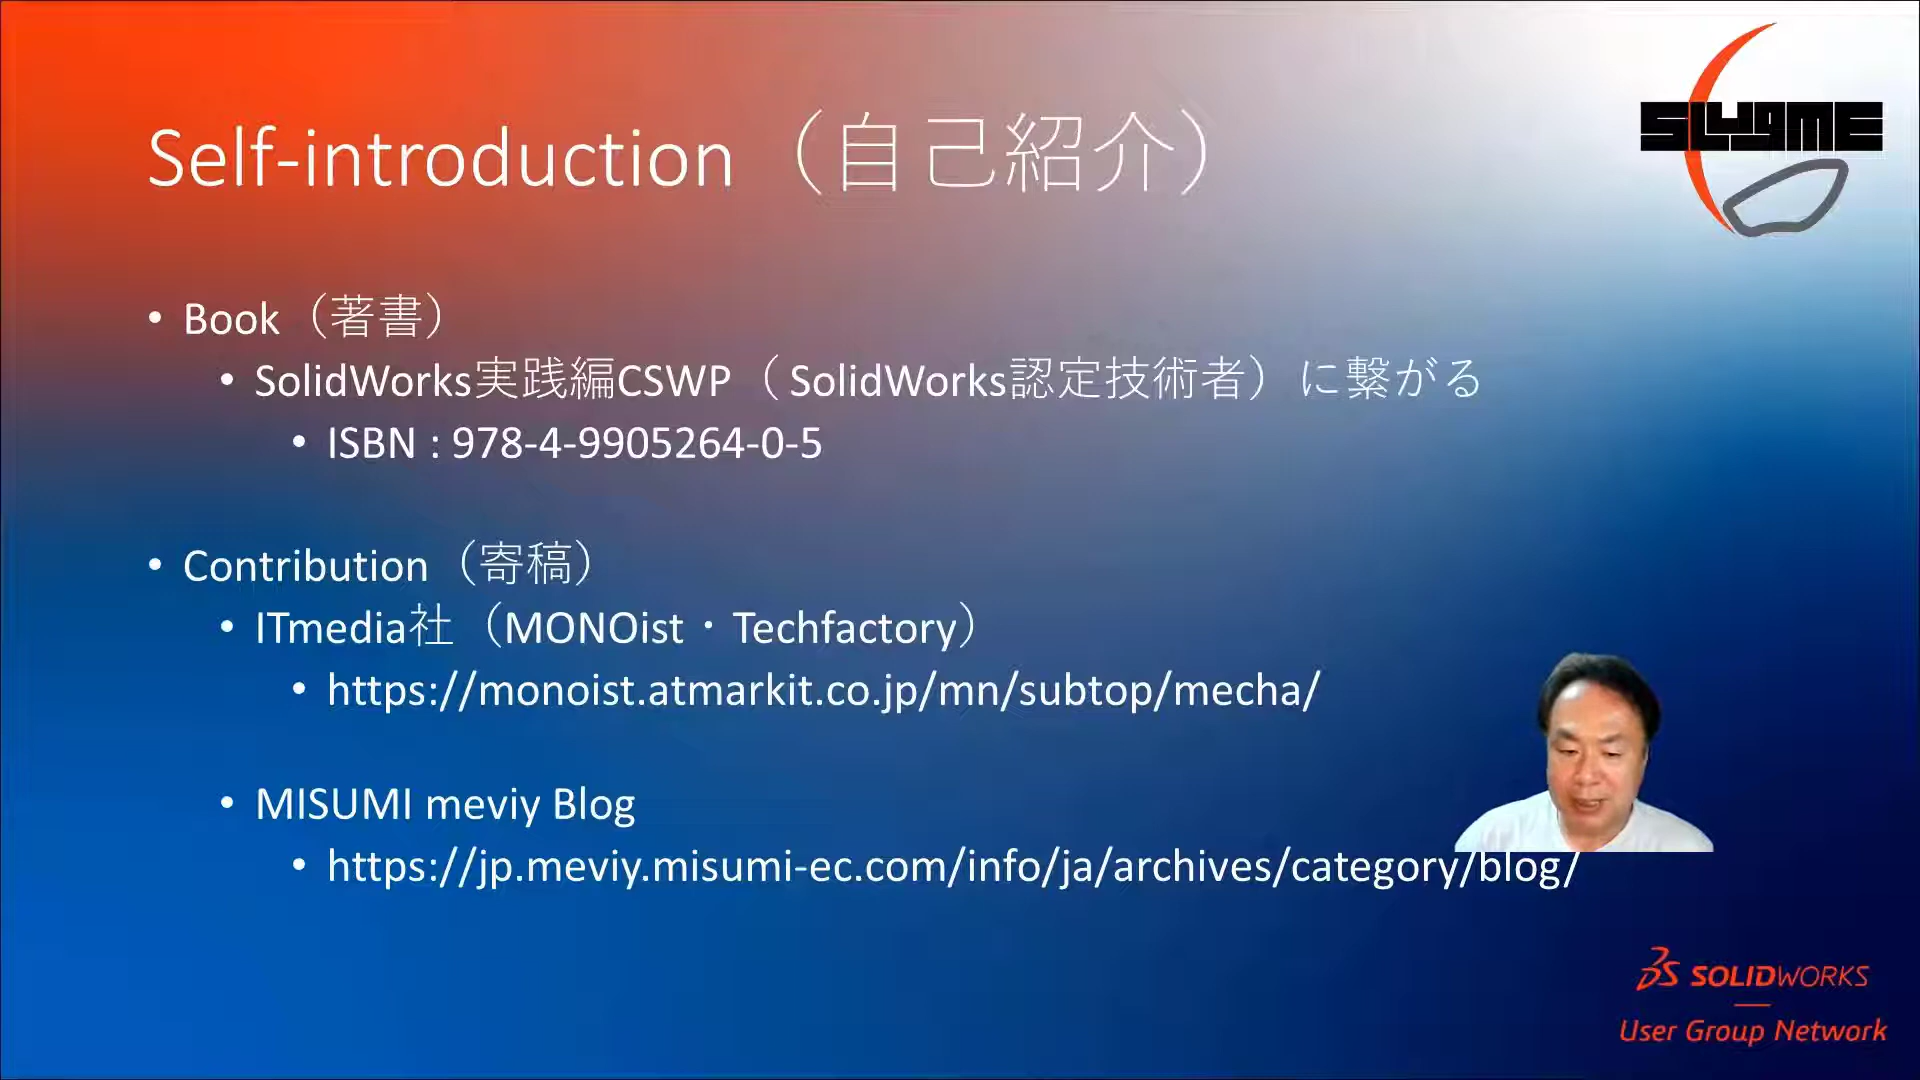 SLUGME
Self-introduction（自己紹介）
• Book（著書）
• SolidWorks実践編CSWP（SolidWorks認定技術者）に繋がる
• ISBN : 978-4-9905264-0-5
• Contribution（寄稿）
• ITmedia社（MONOist・Techfactory）
• https://monoist.atmarkit.co.jp/mn/subtop/mecha/
• MISUMI meviy Blog
• https://jp.meviy.misumi-ec.com/info/ja/archives/category/blog/
SOLIDWORKS
User Group Network